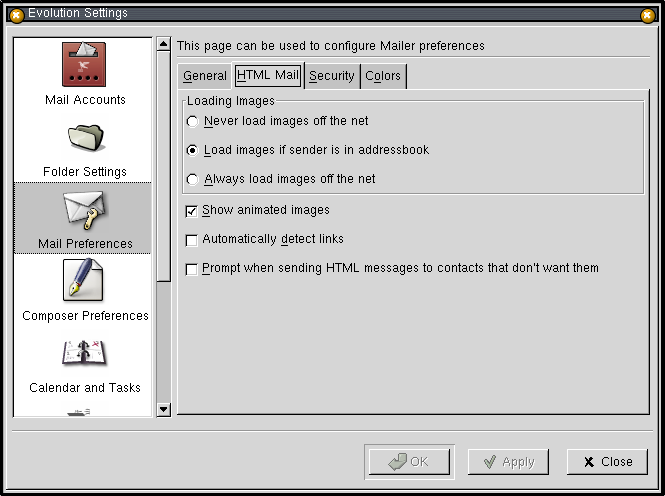 Evolution Settings
This page can be used to configure Mailer preferences
Mail Accounts
Folder Settings
Mail Preferences
Composer Preferences
Calendar and Tasks
General HTML Mail Security Colors
Loading Images
Never load images off the net
Load images if sender is in addressbook
Always load images off the net
Show animated images
Automatically detect links
Prompt when sending HTML messages to contacts that don't want them
OK Apply Close